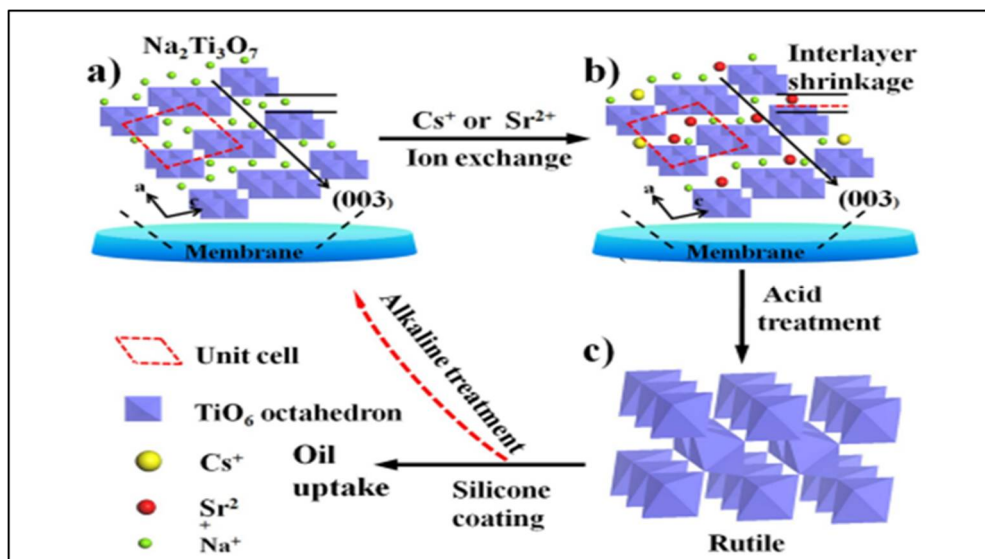 Na₂Ti₃O₇
a)
a
c
(003)
Membrane
Cs⁺ or Sr²⁺
Ion exchange
b)
Interlayer
shrinkage
a
c
(003)
Membrane
Acid
treatment
c)
Rutile
Silicone
coating
Oil
uptake
Alkaline treatment
Unit cell
TiO₆ octahedron
Cs⁺
Sr²
+
Na⁺